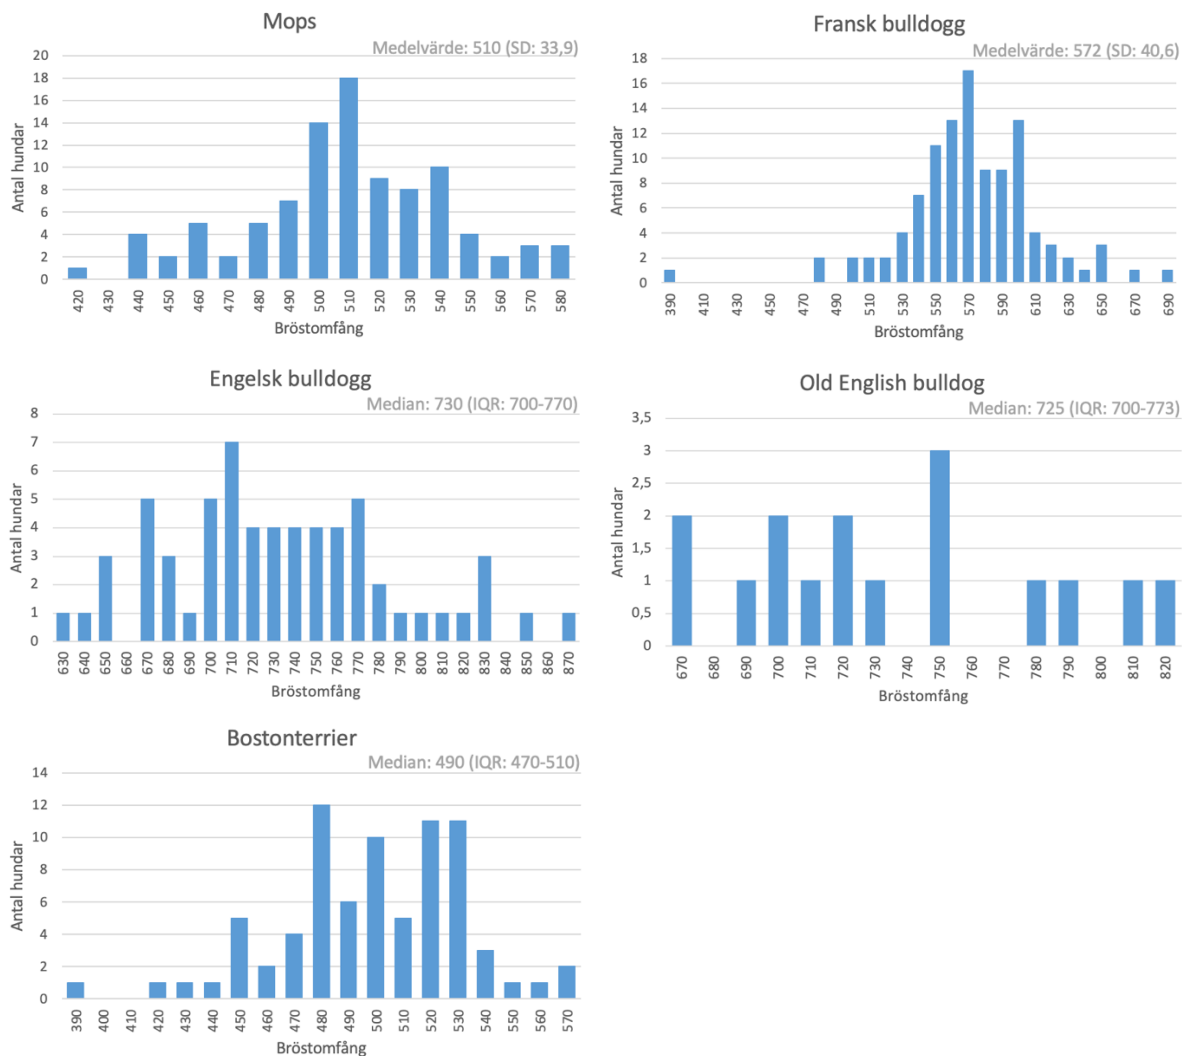 Mops
Medelvärde: 510 (SD: 33,9)
20
18
16
14
12
10
8
6
4
2
0
Antal hundar
420 430 440 450 460 470 480 490 500 510 520 530 540 550 560 570 580
Bröstomfång
Fransk bulldogg
Medelvärde: 572 (SD: 40,6)
18
16
14
12
10
8
6
4
2
0
Antal hundar
390 410 430 450 470 490 510 530 550 570 590 610 630 650 670 690
Bröstomfång
Engelsk bulldogg
Median: 730 (IQR: 700-770)
8
7
6
5
4
3
2
1
0
Antal hundar
630 640 650 660 670 680 690 700 710 720 730 740 750 760 770 780 790 800 810 820 830 840 850 860 870
Bröstomfång
Old English bulldog
Median: 725 (IQR: 700-773)
3,5
3
2,5
2
1,5
1
0,5
0
Antal hundar
670 680 690 700 710 720 730 740 750 760 770 780 790 800 810 820
Bröstomfång
Bostonterrier
Median: 490 (IQR: 470-510)
14
12
10
8
6
4
2
0
Antal hundar
390 400 410 420 430 440 450 460 470 480 490 500 510 520 530 540 550 560 570
Bröstomfång